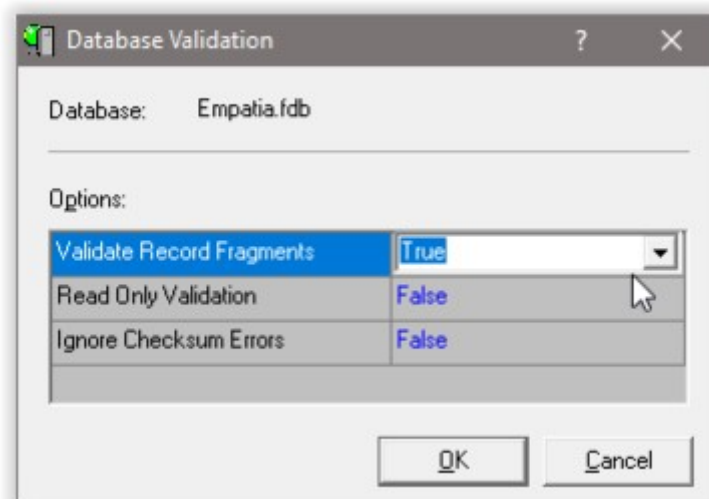 Database Validation ? ✕
Database: Empatia.fdb
Options:
Validate Record Fragments True
Read Only Validation False
Ignore Checksum Errors False
OK Cancel